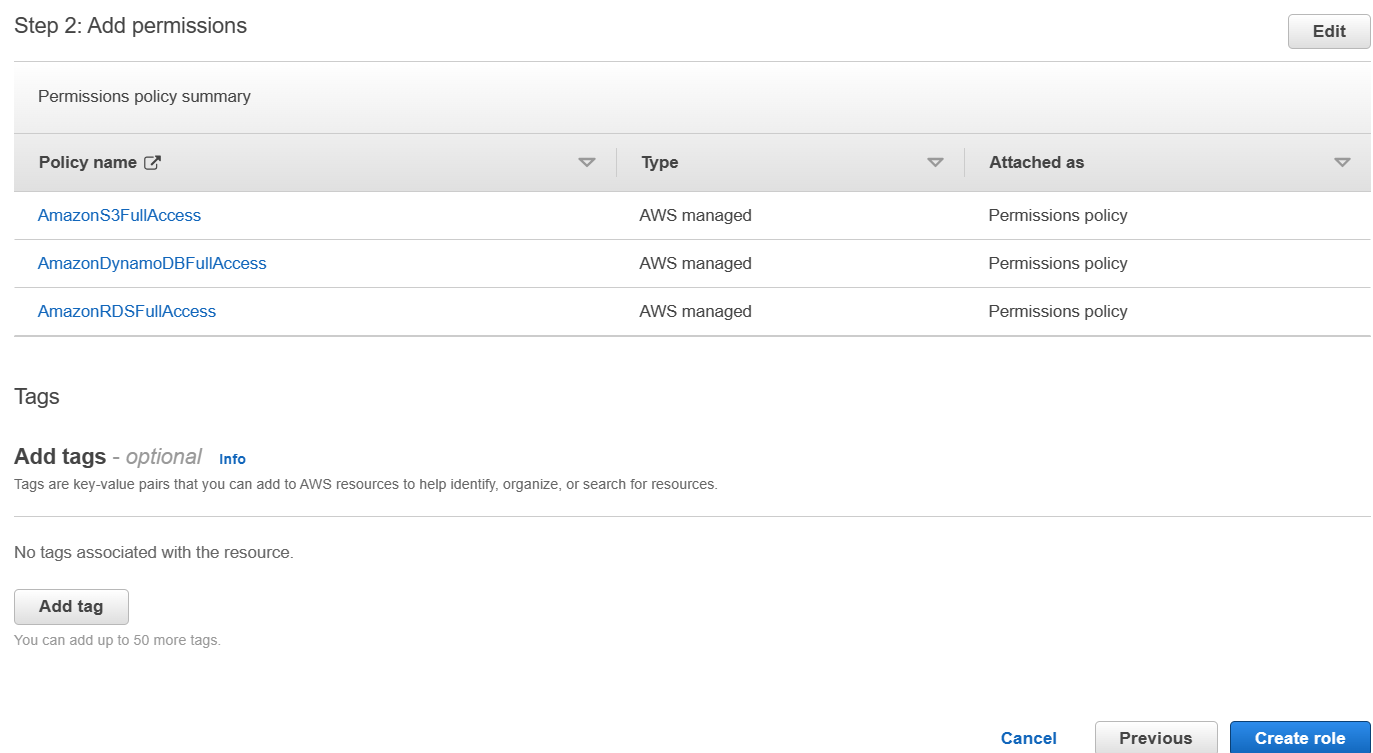 Step 2: Add permissions
Edit
Permissions policy summary
Policy name Type Attached as
AmazonS3FullAccess AWS managed Permissions policy
AmazonDynamoDBFullAccess AWS managed Permissions policy
AmazonRDSFullAccess AWS managed Permissions policy
Tags
Add tags - optional Info
Tags are key-value pairs that you can add to AWS resources to help identify, organize, or search for resources.
No tags associated with the resource.
Add tag
You can add up to 50 more tags.
Cancel Previous Create role